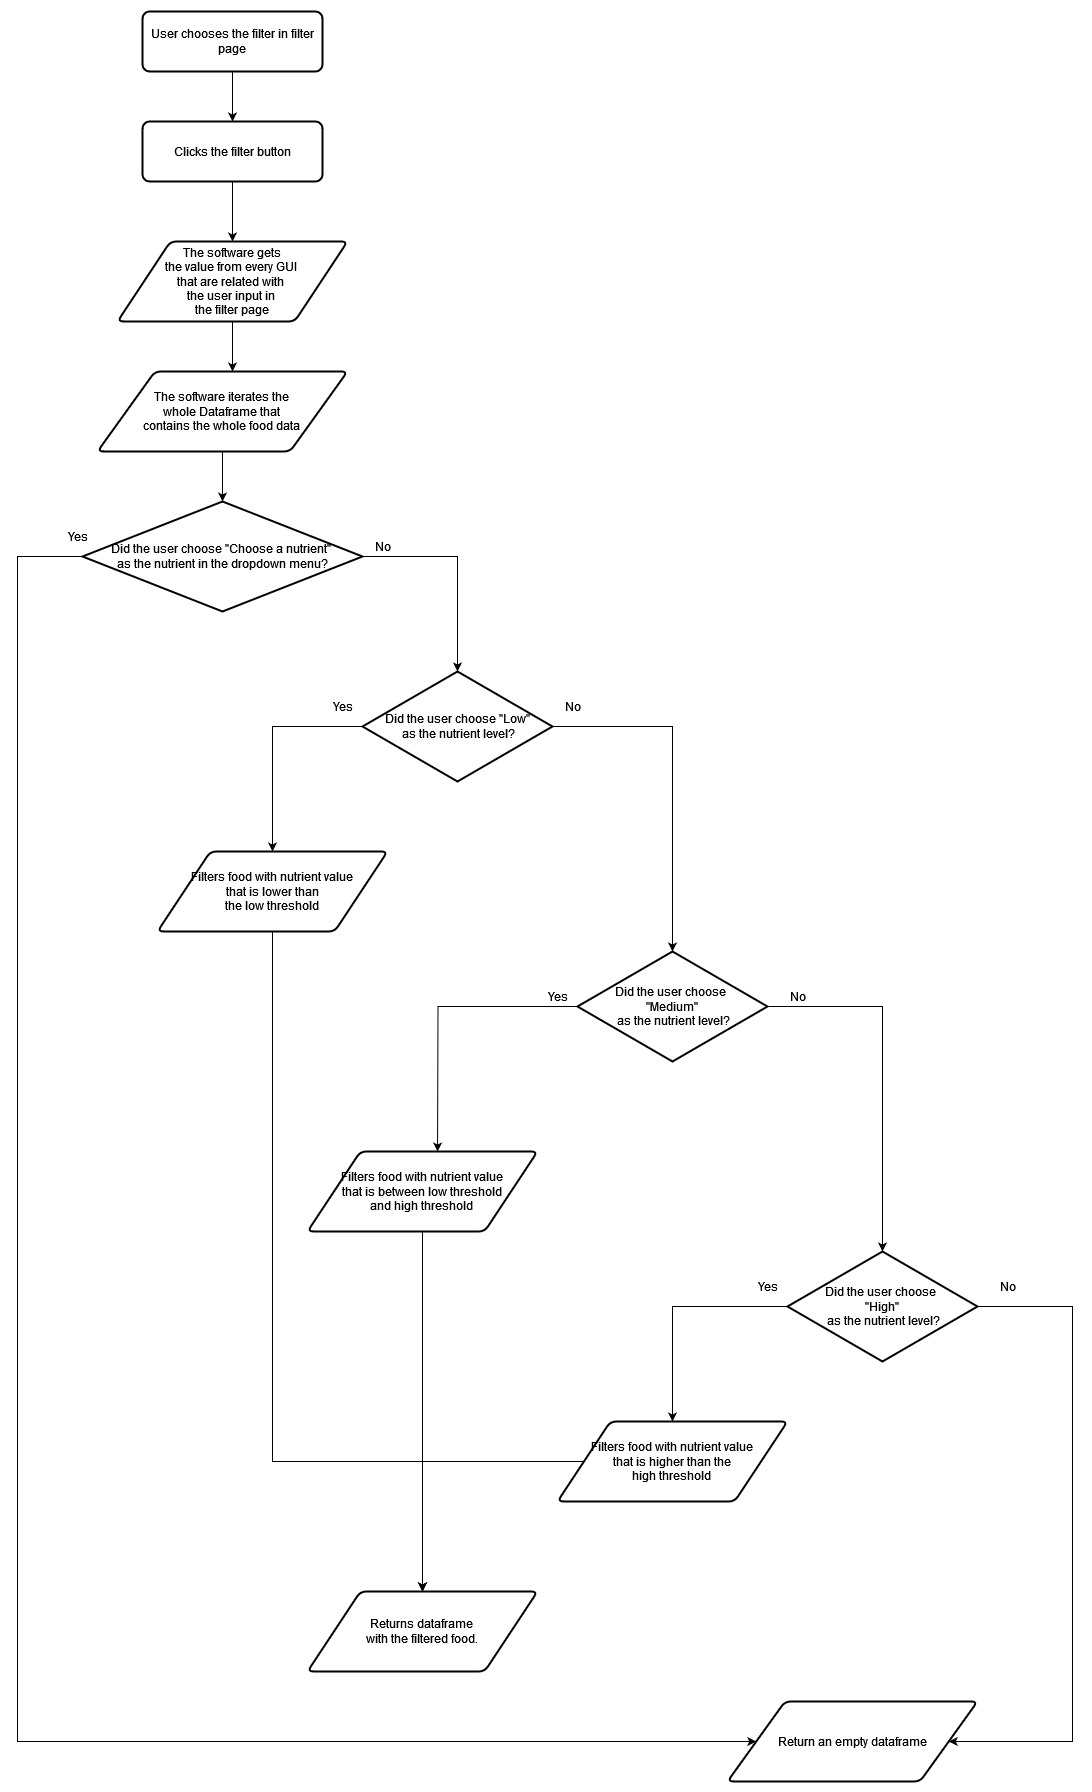 User chooses the filter in filter
page
Clicks the filter button
The software gets
the value from every GUI
that are related with
the user input in
the filter page
The software iterates the
whole Dataframe that
contains the whole food data
Yes
Did the user choose "Choose a nutrient"
as the nutrient in the dropdown menu?
No
Yes
Did the user choose "Low"
as the nutrient level?
No
Filters food with nutrient value
that is lower than
the low threshold
Yes
Did the user choose
"Medium"
as the nutrient level?
No
Filters food with nutrient value
that is between low threshold
and high threshold
Yes
Did the user choose
"High"
as the nutrient level?
No
Filters food with nutrient value
that is higher than the
high threshold
Returns dataframe
with the filtered food.
Return an empty dataframe